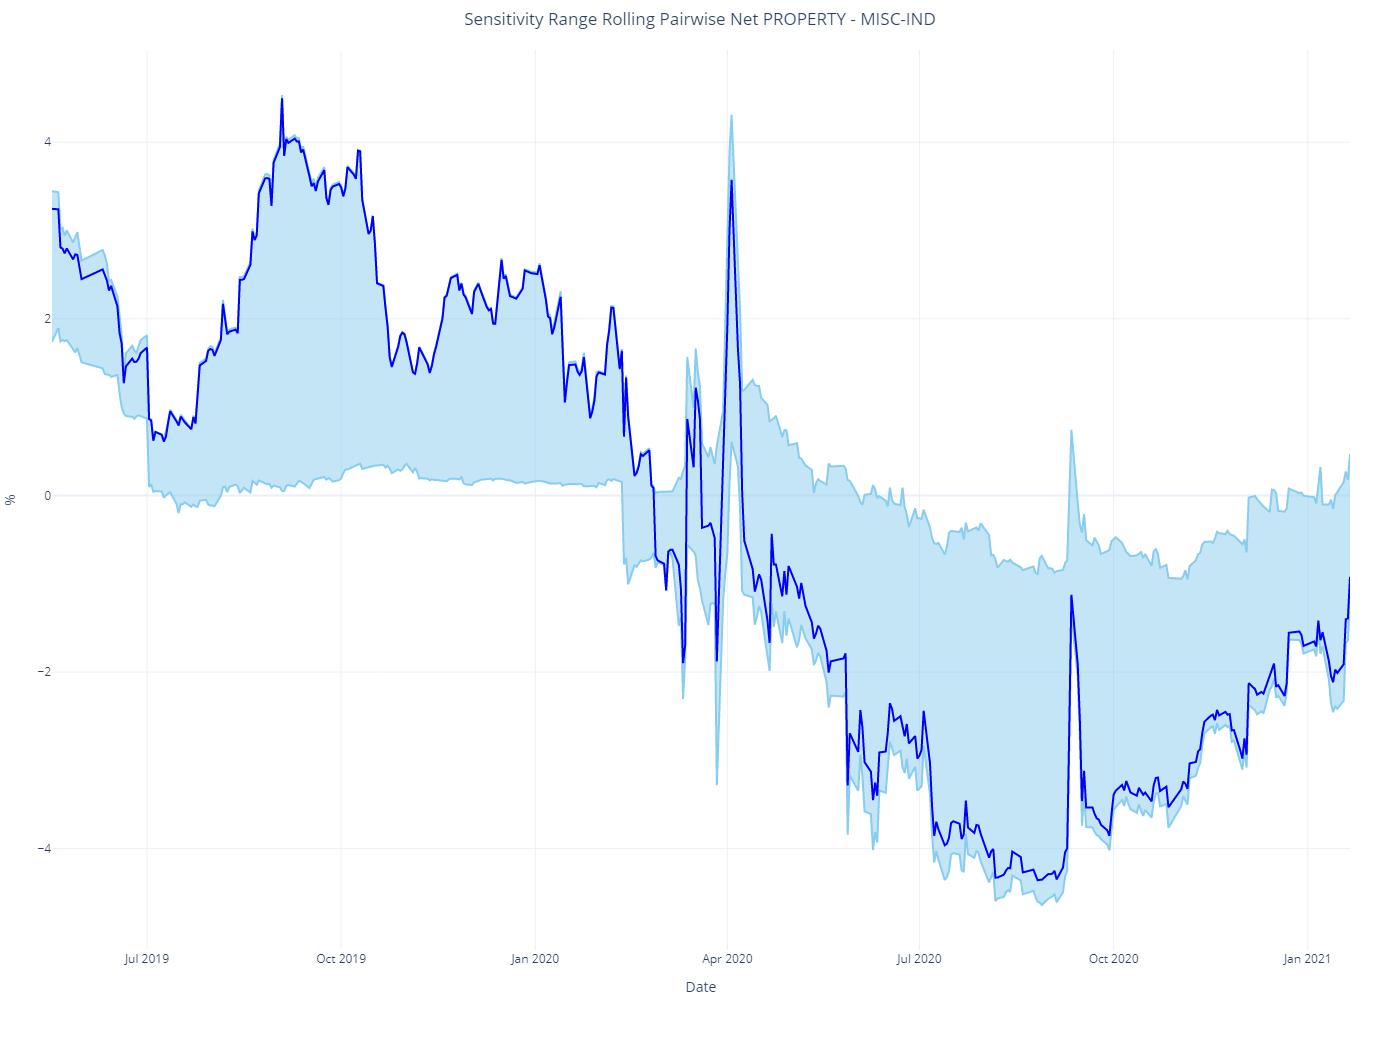 Sensitivity Range Rolling Pairwise Net PROPERTY - MISC-IND
4
2
0
−2
−4
%
Jul 2019
Oct 2019
Jan 2020
Apr 2020
Jul 2020
Oct 2020
Jan 2021
Date